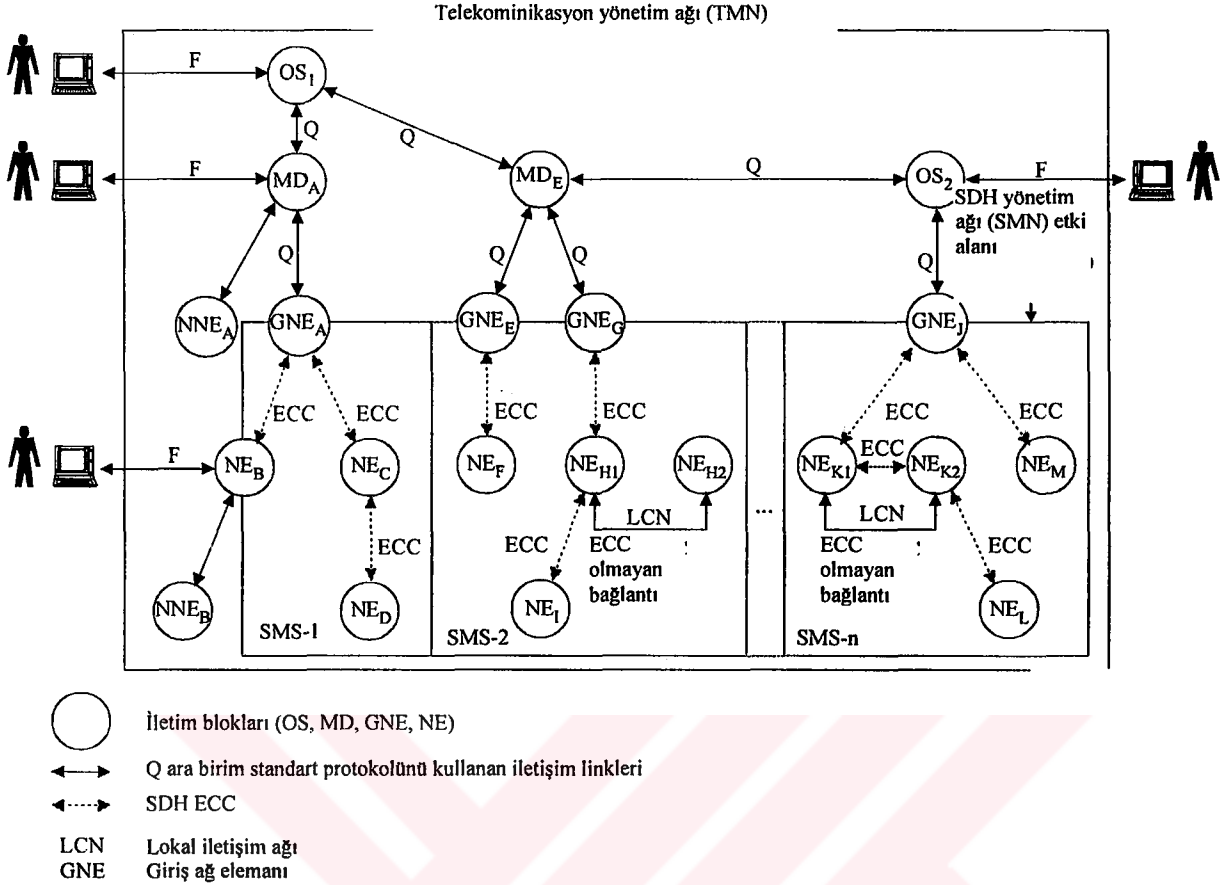 Telekominikasyon yönetim ağı (TMN)
F
OS1
Q
Q
F
MDA
MDE
Q
OS2
F
SDH yönetim
ağı (SMN) etki
alanı
Q
Q
Q
Q
NNEA
GNEA
GNEE
GNEG
GNEJ
ECC
ECC
ECC
ECC
ECC
ECC
F
NEB
NEC
NEF
NEH1
NEH2
NEK1
ECC
NEK2
NEM
LCN
LCN
...
ECC
ECC
ECC
olmayan
bağlantı
ECC
olmayan
bağlantı
ECC
NNEB
NED
NEI
NEL
SMS-1
SMS-2
SMS-n
İletim blokları (OS, MD, GNE, NE)
Q ara birim standart protokolünü kullanan iletişim linkleri
SDH ECC
LCN Lokal iletişim ağı
GNE Giriş ağ elemanı